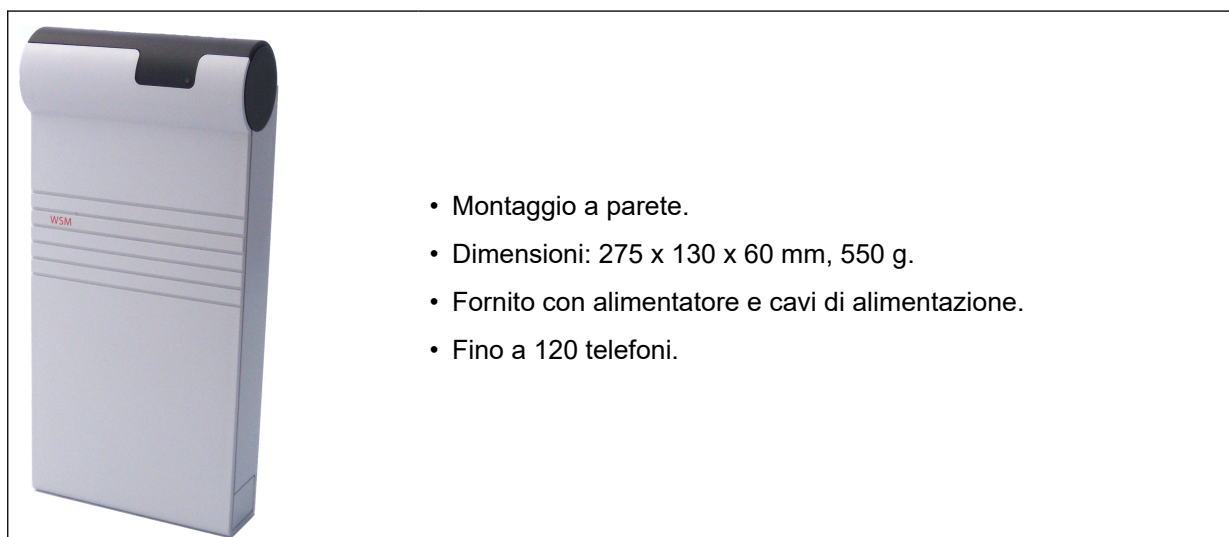 WSM
• Montaggio a parete.
• Dimensioni: 275 x 130 x 60 mm, 550 g.
• Fornito con alimentatore e cavi di alimentazione.
• Fino a 120 telefoni.